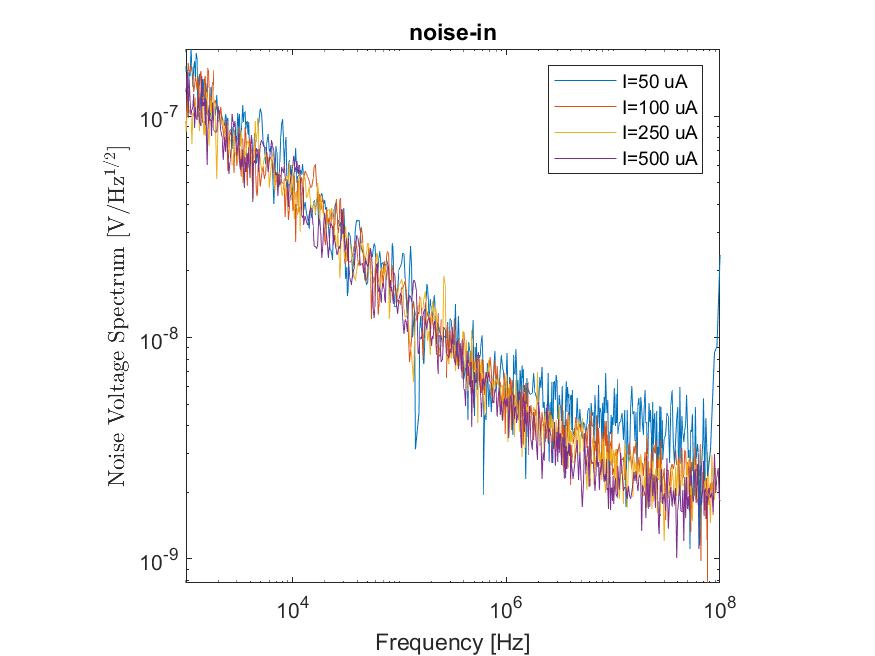 noise-in
I=50 uA
I=100 uA
I=250 uA
I=500 uA
10^-7
10^-8
10^-9
Noise Voltage Spectrum [V/Hz^1/2]
10^4
10^6
10^8
Frequency [Hz]